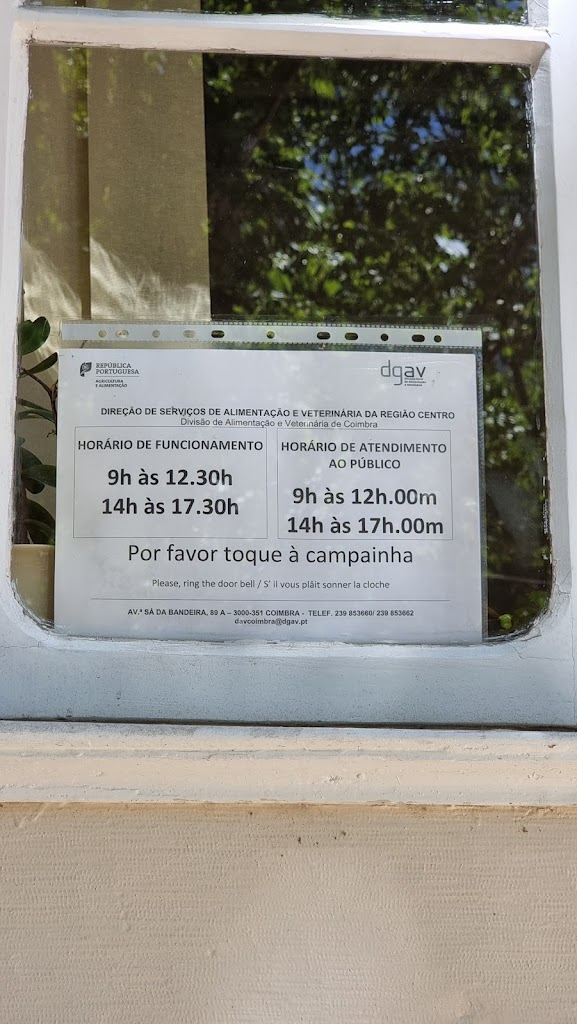 REPÚBLICA
PORTUGUESA
AGRICULTURA
E ALIMENTAÇÃO
dgav
DIREÇÃO DE SERVIÇOS DE ALIMENTAÇÃO E VETERINÁRIA DA REGIÃO CENTRO
Divisão de Alimentação e Veterinária de Coimbra
HORÁRIO DE FUNCIONAMENTO
9h às 12.30h
14h às 17.30h
HORÁRIO DE ATENDIMENTO
AO PÚBLICO
9h às 12h.00m
14h às 17h.00m
Por favor toque à campainha
Please, ring the door bell / S' il vous plâit sonner la cloche
AV.ª SÁ DA BANDEIRA, 89 A – 3000-351 COIMBRA - TELEF. 239 853660/ 239 853662
davcoimbra@dgav.pt